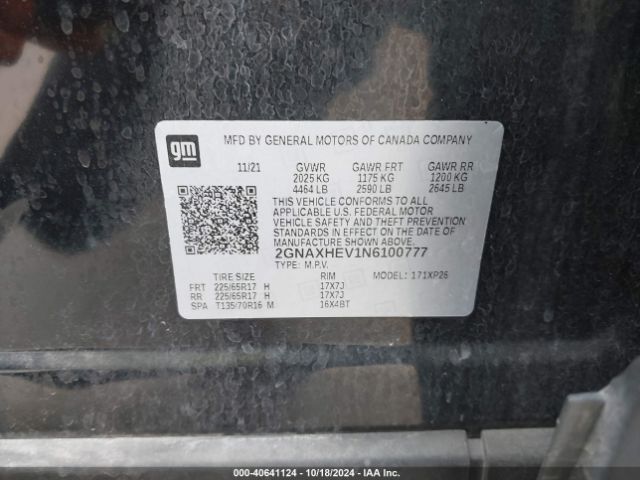 gm
MFD BY GENERAL MOTORS OF CANADA COMPANY
11/21 GVWR GAWR FRT GAWR RR
2025 KG 1175 KG 1200 KG
4464 LB 2590 LB 2645 LB
THIS VEHICLE CONFORMS TO ALL
APPLICABLE U.S. FEDERAL MOTOR
VEHICLE SAFETY AND THEFT PREVENTION
STANDARDS IN EFFECT ON THE DATE OF
MANUFACTURE SHOWN ABOVE.
2GNAXHEV1N6100777
TYPE: M.P.V. MODEL: 1XP26
TIRE SIZE RIM
FRT 225/65R17 H 17X7J
RR 225/65R17 H 17X7J
SPA T135/70R16 M 16X4BT
000-40641124 | 10/18/2024 | IAA Inc.